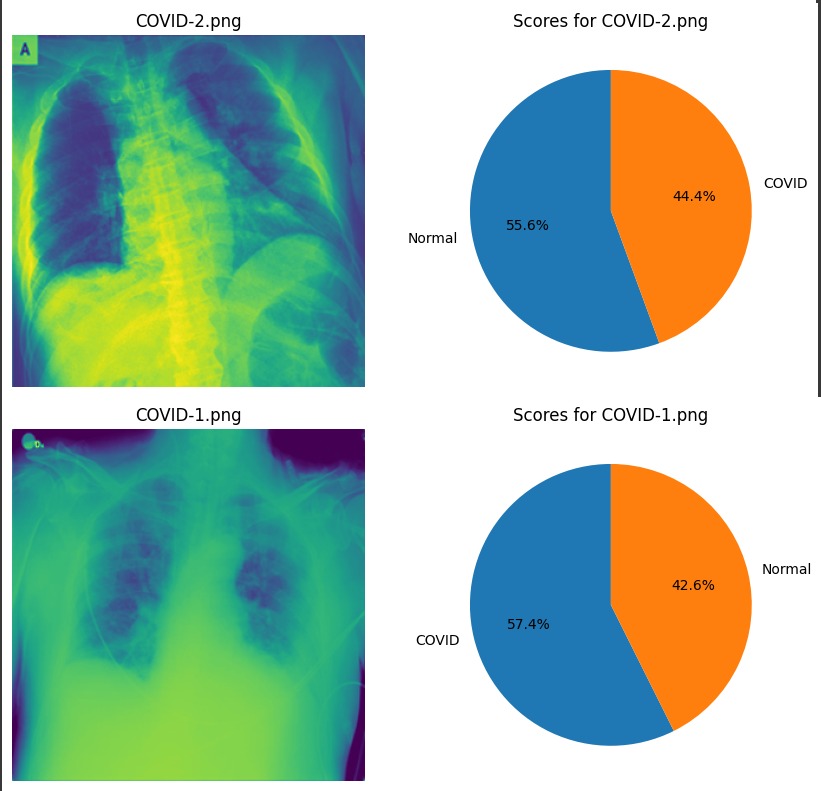 COVID-2.png
Scores for COVID-2.png
A
COVID
44.4%
55.6%
Normal
COVID-1.png
Scores for COVID-1.png
D.
Normal
42.6%
57.4%
COVID